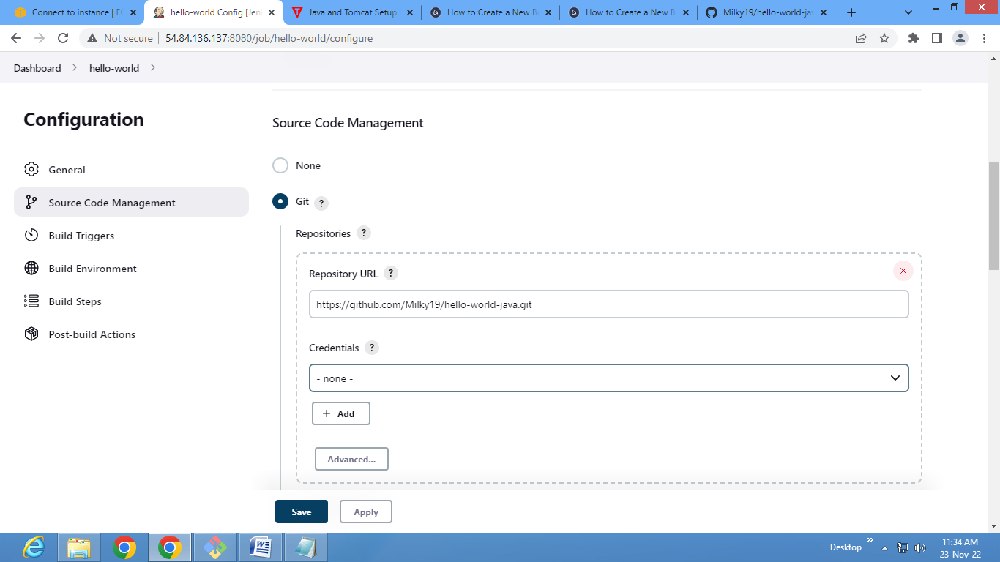 Connect to instance | EC
hello-world Config [Jen
Java and Tomcat Setup
How to Create a New B
How to Create a New B
Milky19/hello-world-jav
Not secure | 54.84.136.137:8080/job/hello-world/configure
Dashboard > hello-world >
Configuration
General
Source Code Management
Build Triggers
Build Environment
Build Steps
Post-build Actions
Source Code Management
None
Git ?
Repositories ?
Repository URL ?
https://github.com/Milky19/hello-world-java.git
Credentials ?
- none -
+ Add
Advanced...
Save
Apply
Desktop
11:34 AM
23-Nov-22